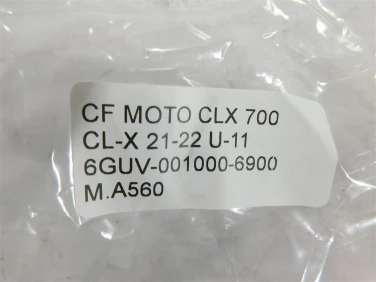 CF MOTO CLX 700
CL-X 21-22 U-11
6GUV-001000-6900
M.A560